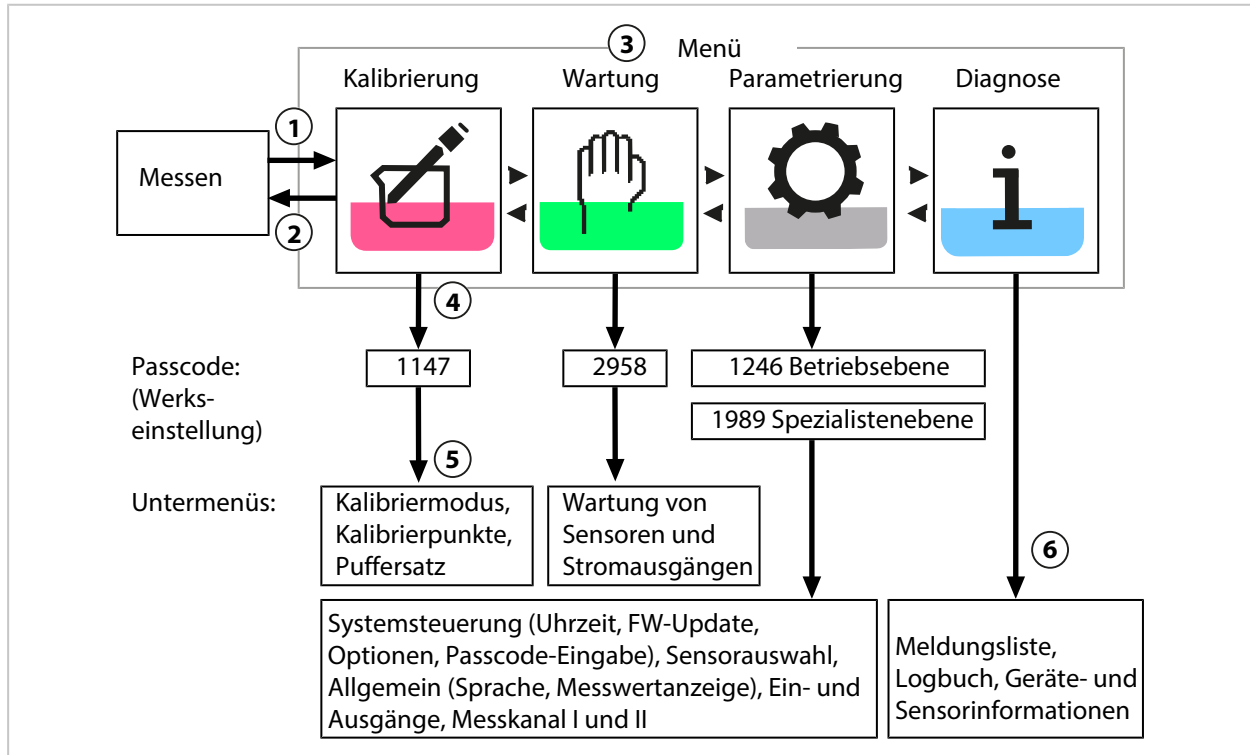 3 Menü
Kalibrierung Wartung Parametrierung Diagnose
1
Messen
2
4
Passcode:
(Werks-
einstellung)
1147
2958
1246 Betriebsebene
1989 Spezialistenebene
5
Untermenüs:
Kalibriermodus,
Kalibrierpunkte,
Puffersatz
Wartung von
Sensoren und
Stromausgängen
6
Systemsteuerung (Uhrzeit, FW-Update,
Optionen, Passcode-Eingabe), Sensorauswahl,
Allgemein (Sprache, Messwertanzeige), Ein- und
Ausgänge, Messkanal I und II
Meldungsliste,
Logbuch, Geräte- und
Sensorinformationen